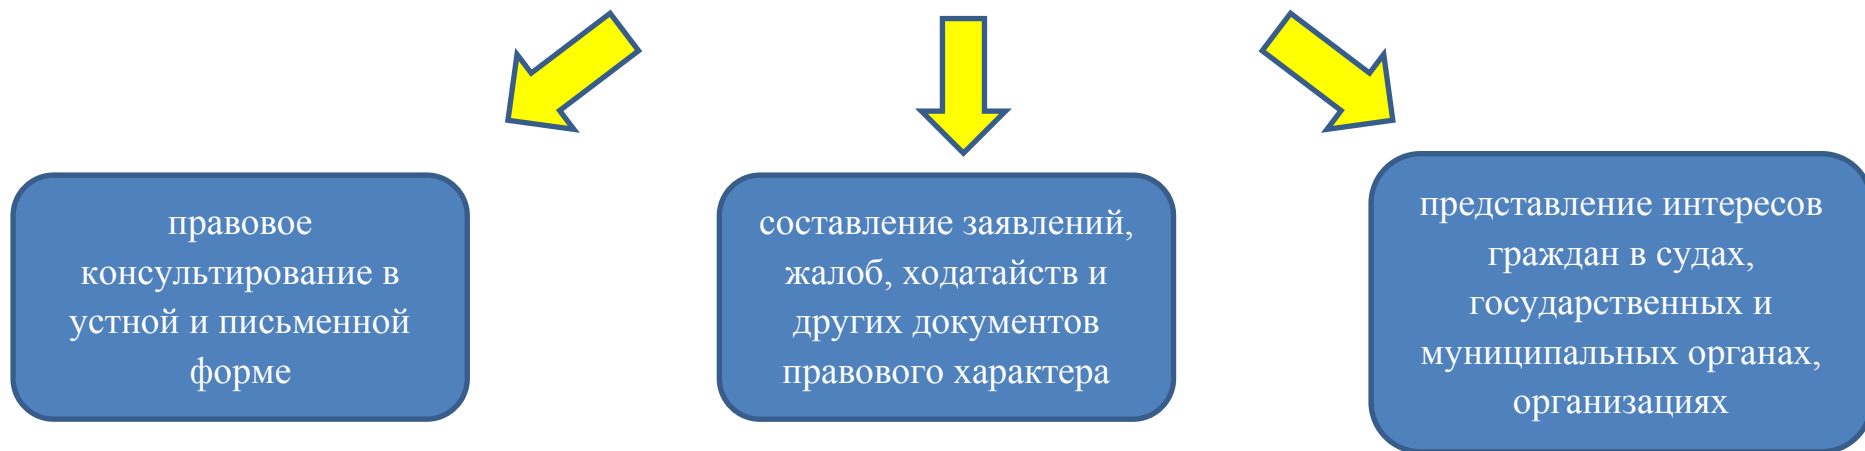 правовое
консультирование в
устной и письменной
форме
составление заявлений,
жалоб, ходатайств и
других документов
правового характера
представление интересов
граждан в судах,
государственных и
муниципальных органах,
организациях